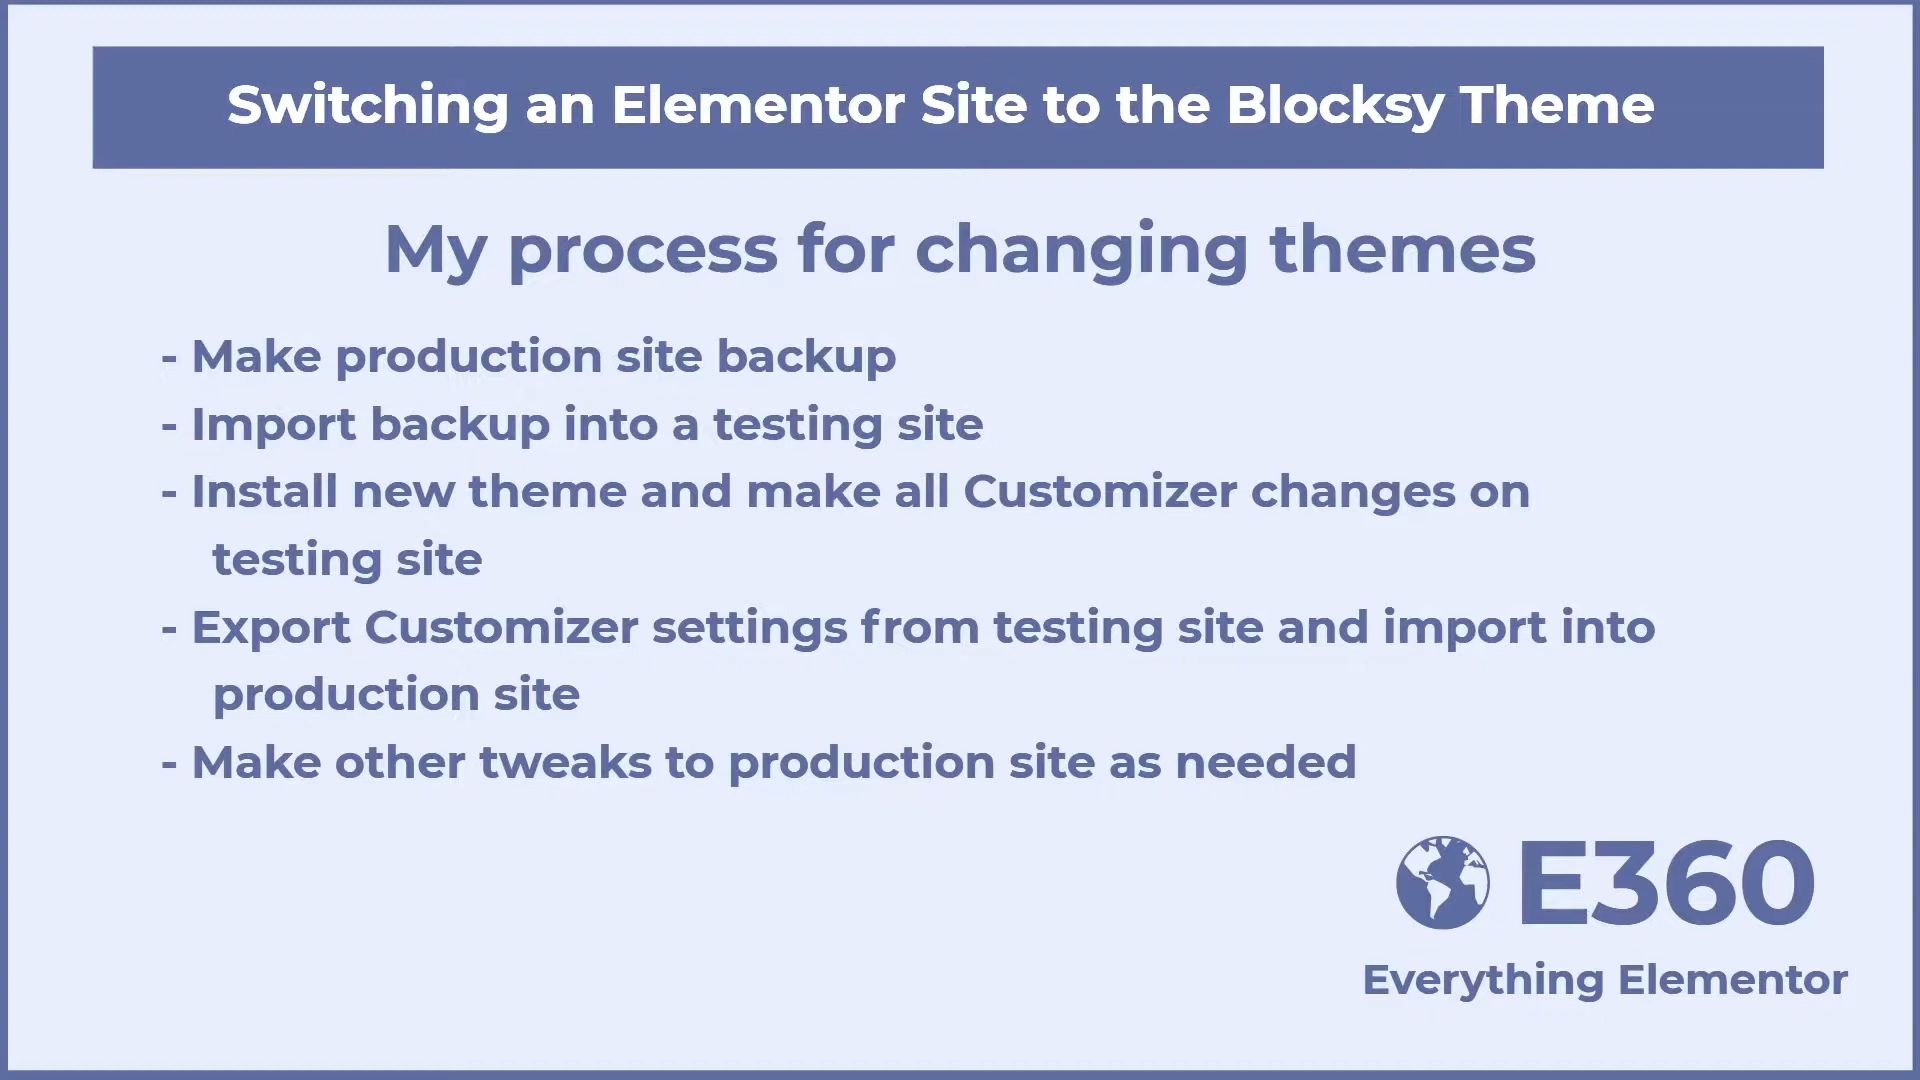 Switching an Elementor Site to the Blocksy Theme
My process for changing themes
- Make production site backup
- Import backup into a testing site
- Install new theme and make all Customizer changes on
testing site
- Export Customizer settings from testing site and import into
production site
- Make other tweaks to production site as needed
E360
Everything Elementor